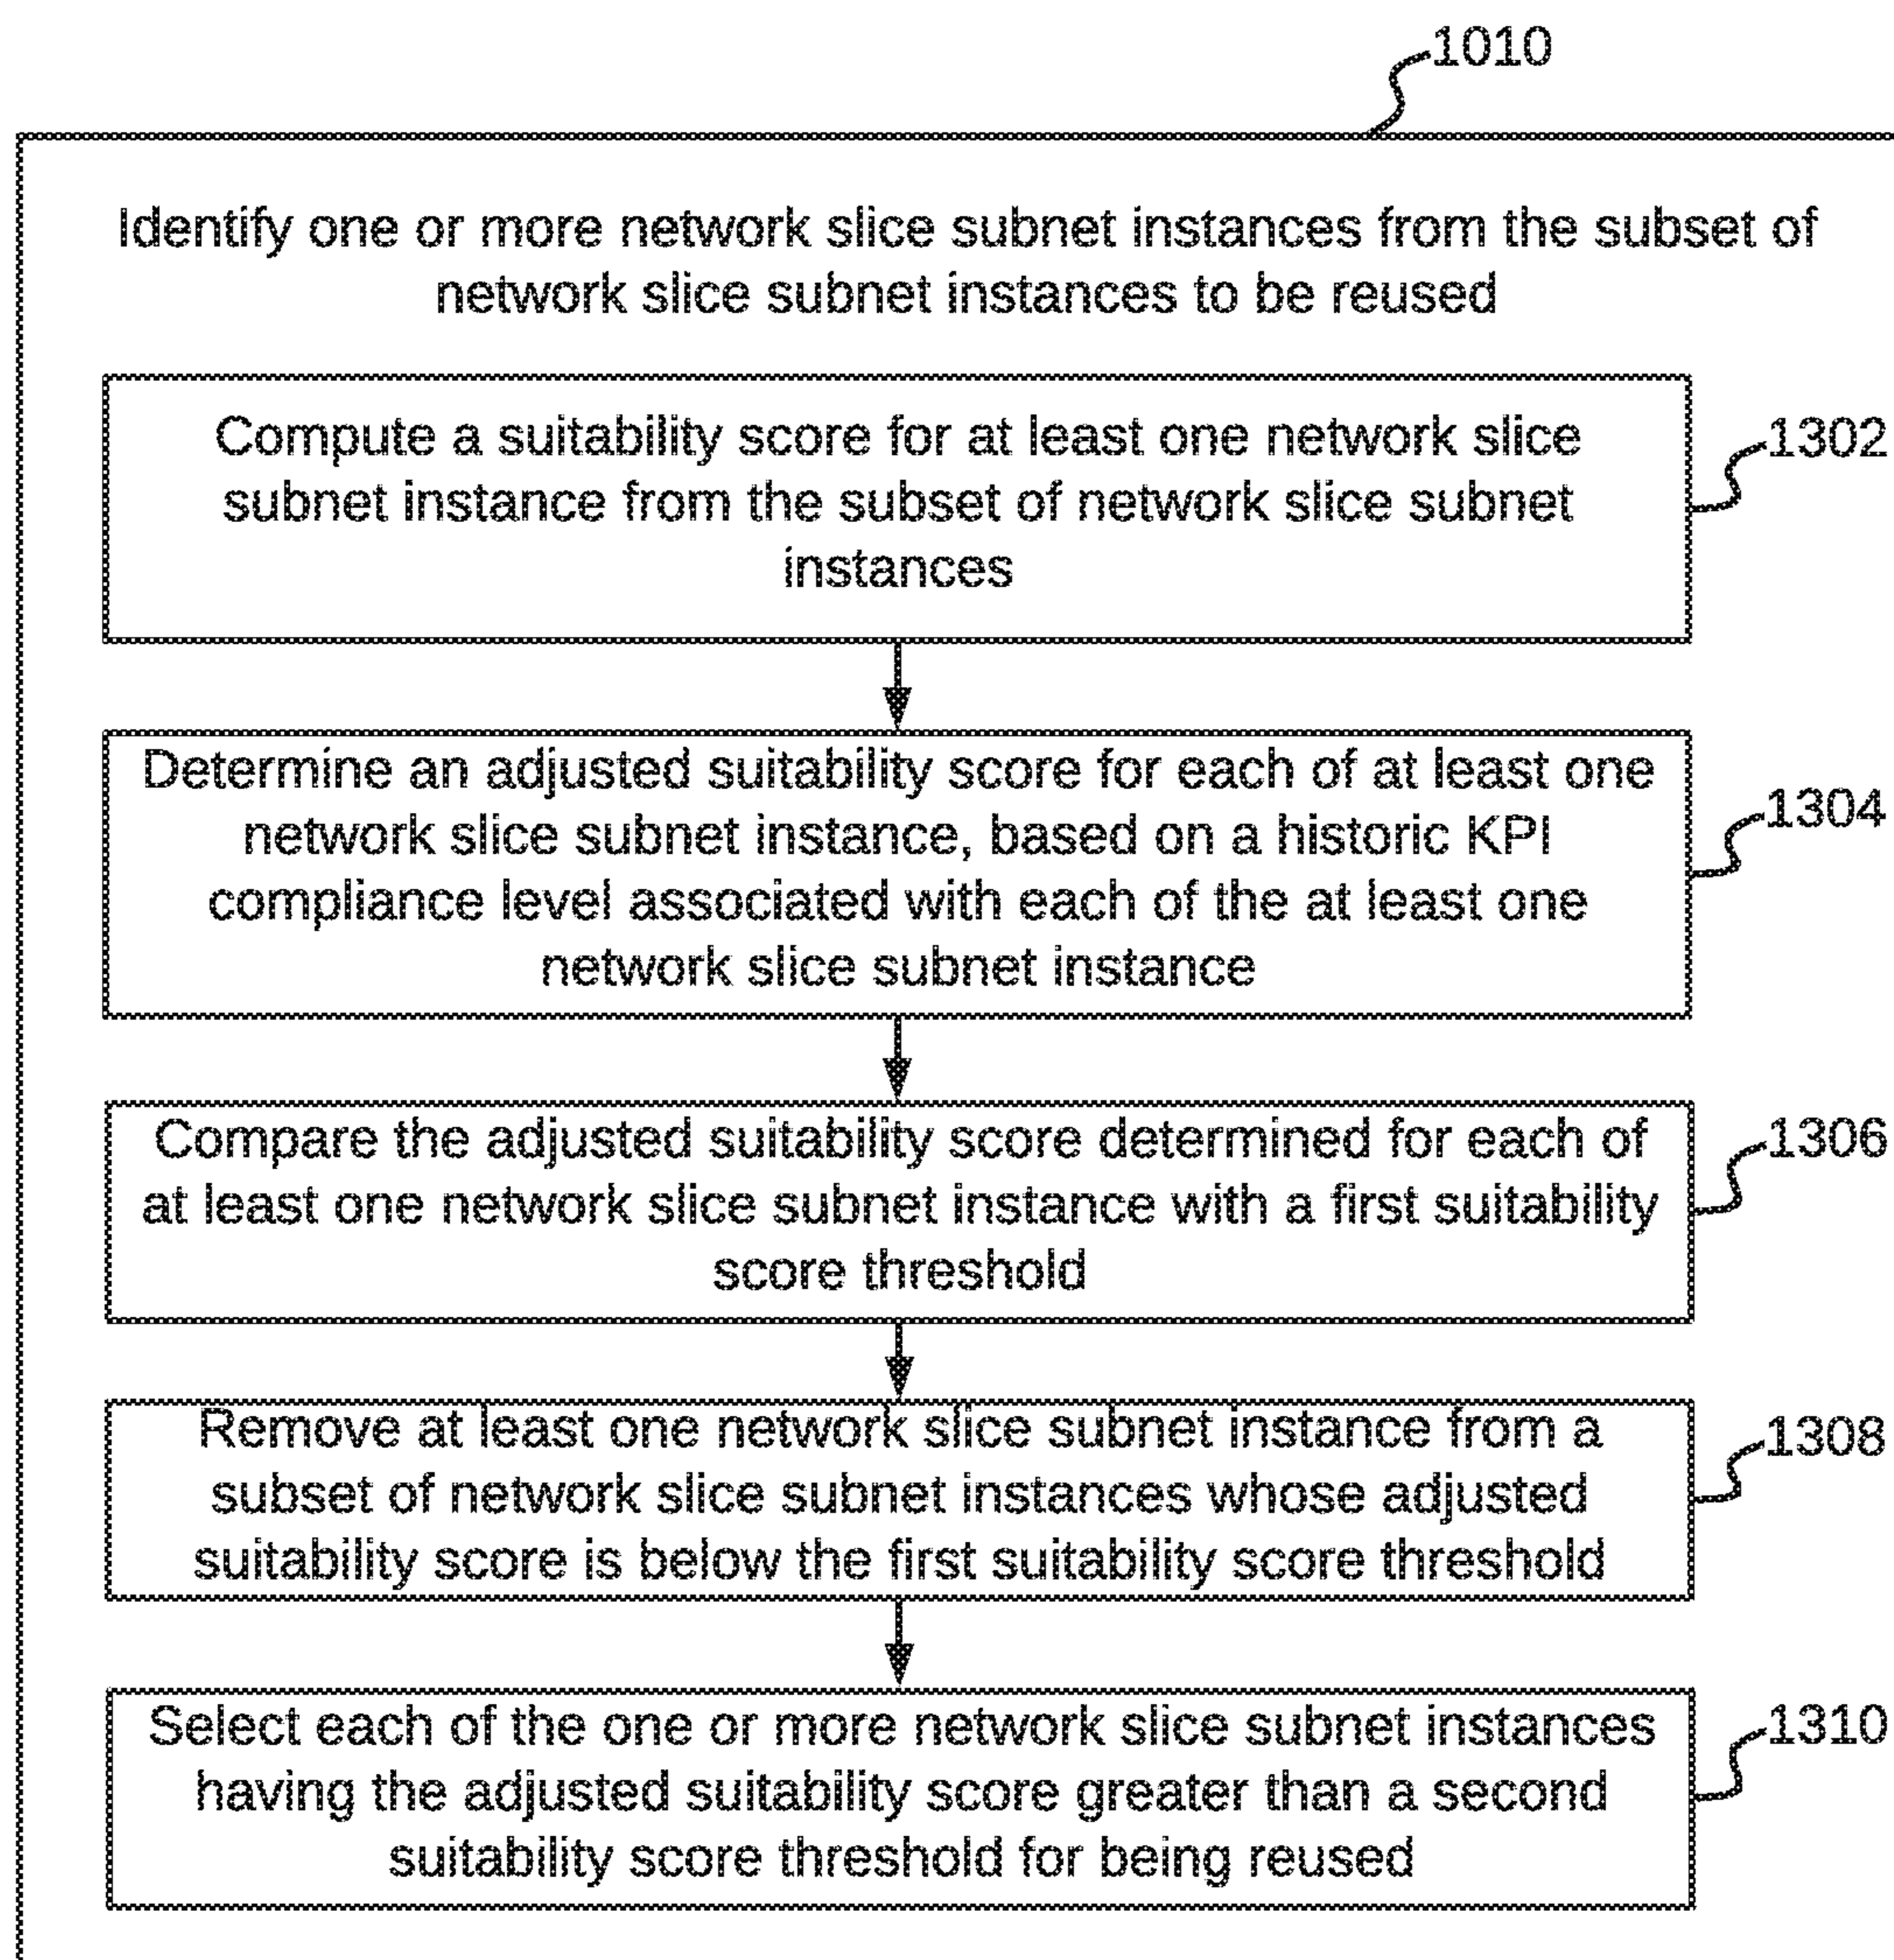 1010
Identify one or more network slice subnet instances from the subset of
network slice subnet instances to be reused
Compute a suitability score for at least one network slice
subnet instance from the subset of network slice subnet
instances
1302
Determine an adjusted suitability score for each of at least one
network slice subnet instance, based on a historic KPI
compliance level associated with each of the at least one
network slice subnet instance
1304
Compare the adjusted suitability score determined for each of
at least one network slice subnet instance with a first suitability
score threshold
1306
Remove at least one network slice subnet instance from a
subset of network slice subnet instances whose adjusted
suitability score is below the first suitability score threshold
1308
Select each of the one or more network slice subnet instances
having the adjusted suitability score greater than a second
suitability score threshold for being reused
1310